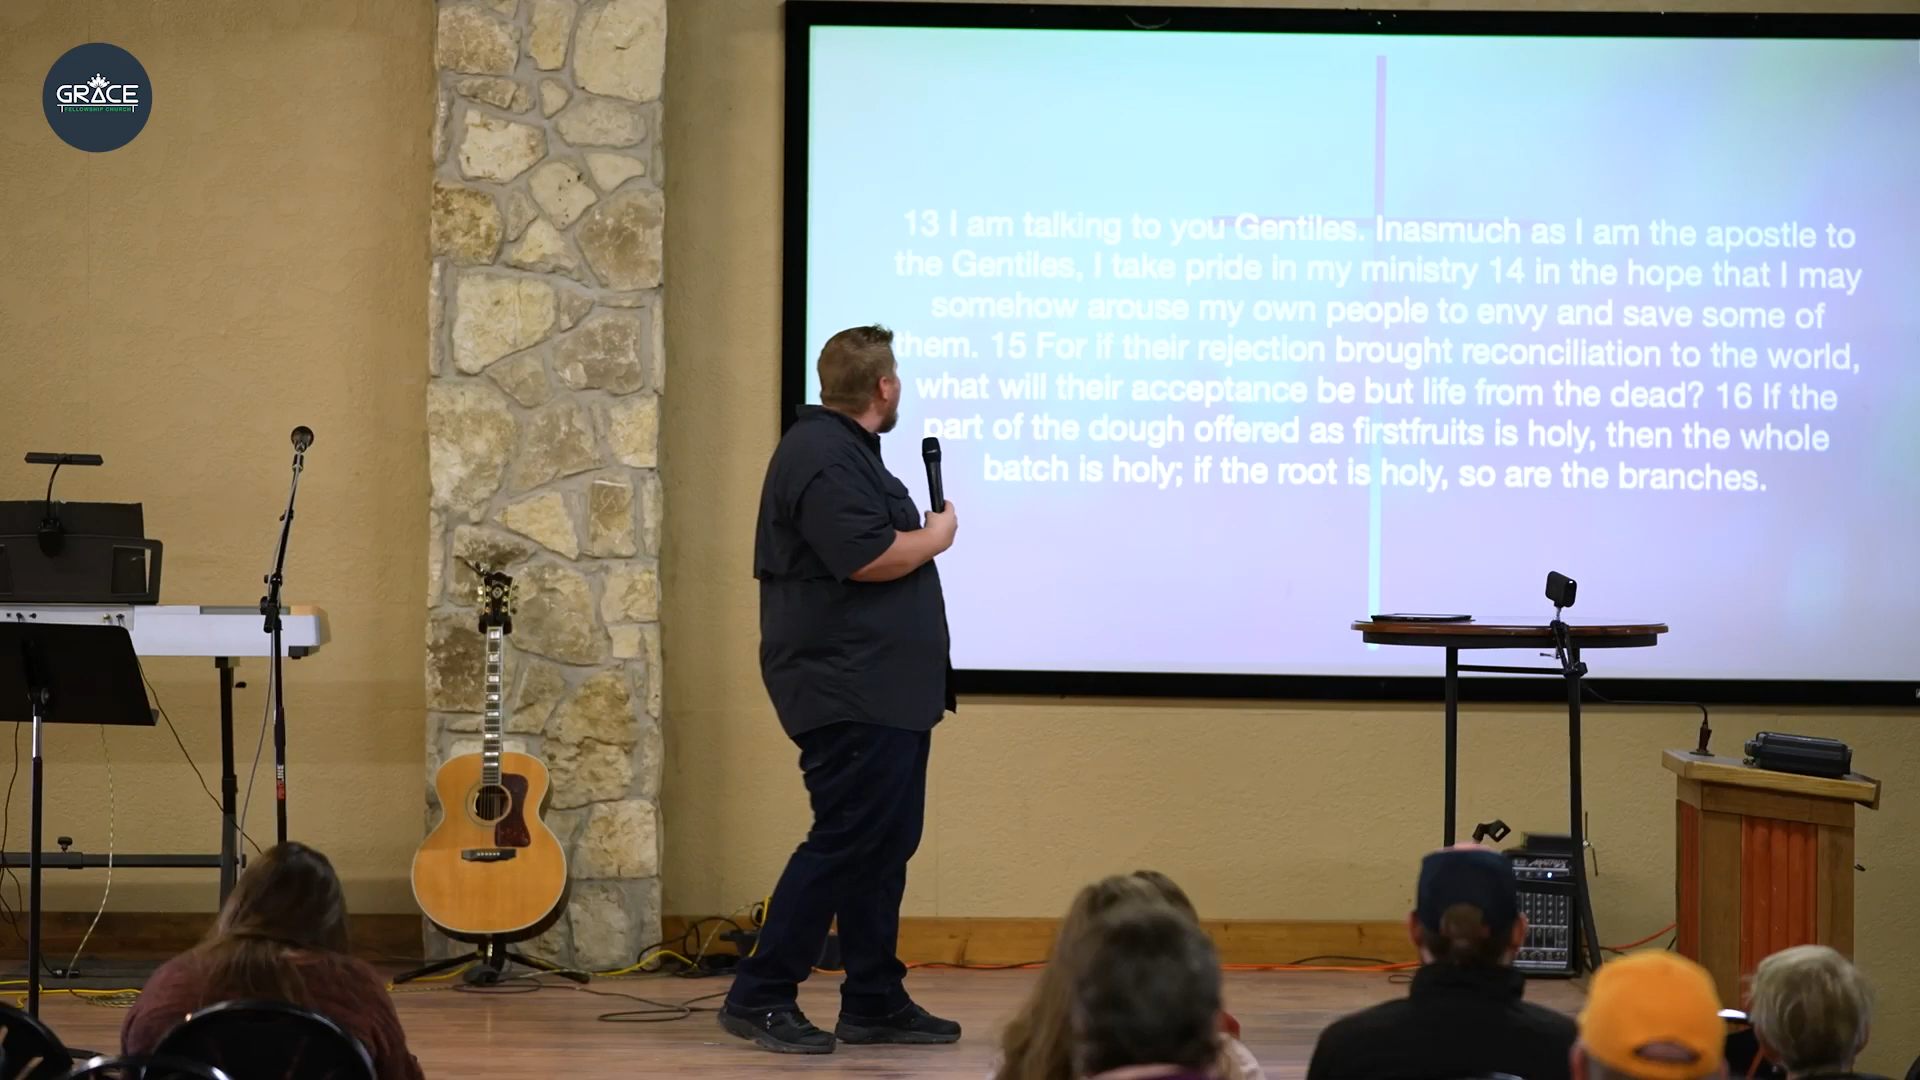 GRACE
FELLOWSHIP CHURCH
13 I am talking to you Gentiles. Inasmuch as I am the apostle to
the Gentiles, I take pride in my ministry 14 in the hope that I may
somehow arouse my own people to envy and save some of
them. 15 For if their rejection brought reconciliation to the world,
what will their acceptance be but life from the dead? 16 If the
part of the dough offered as firstfruits is holy, then the whole
batch is holy; if the root is holy, so are the branches.